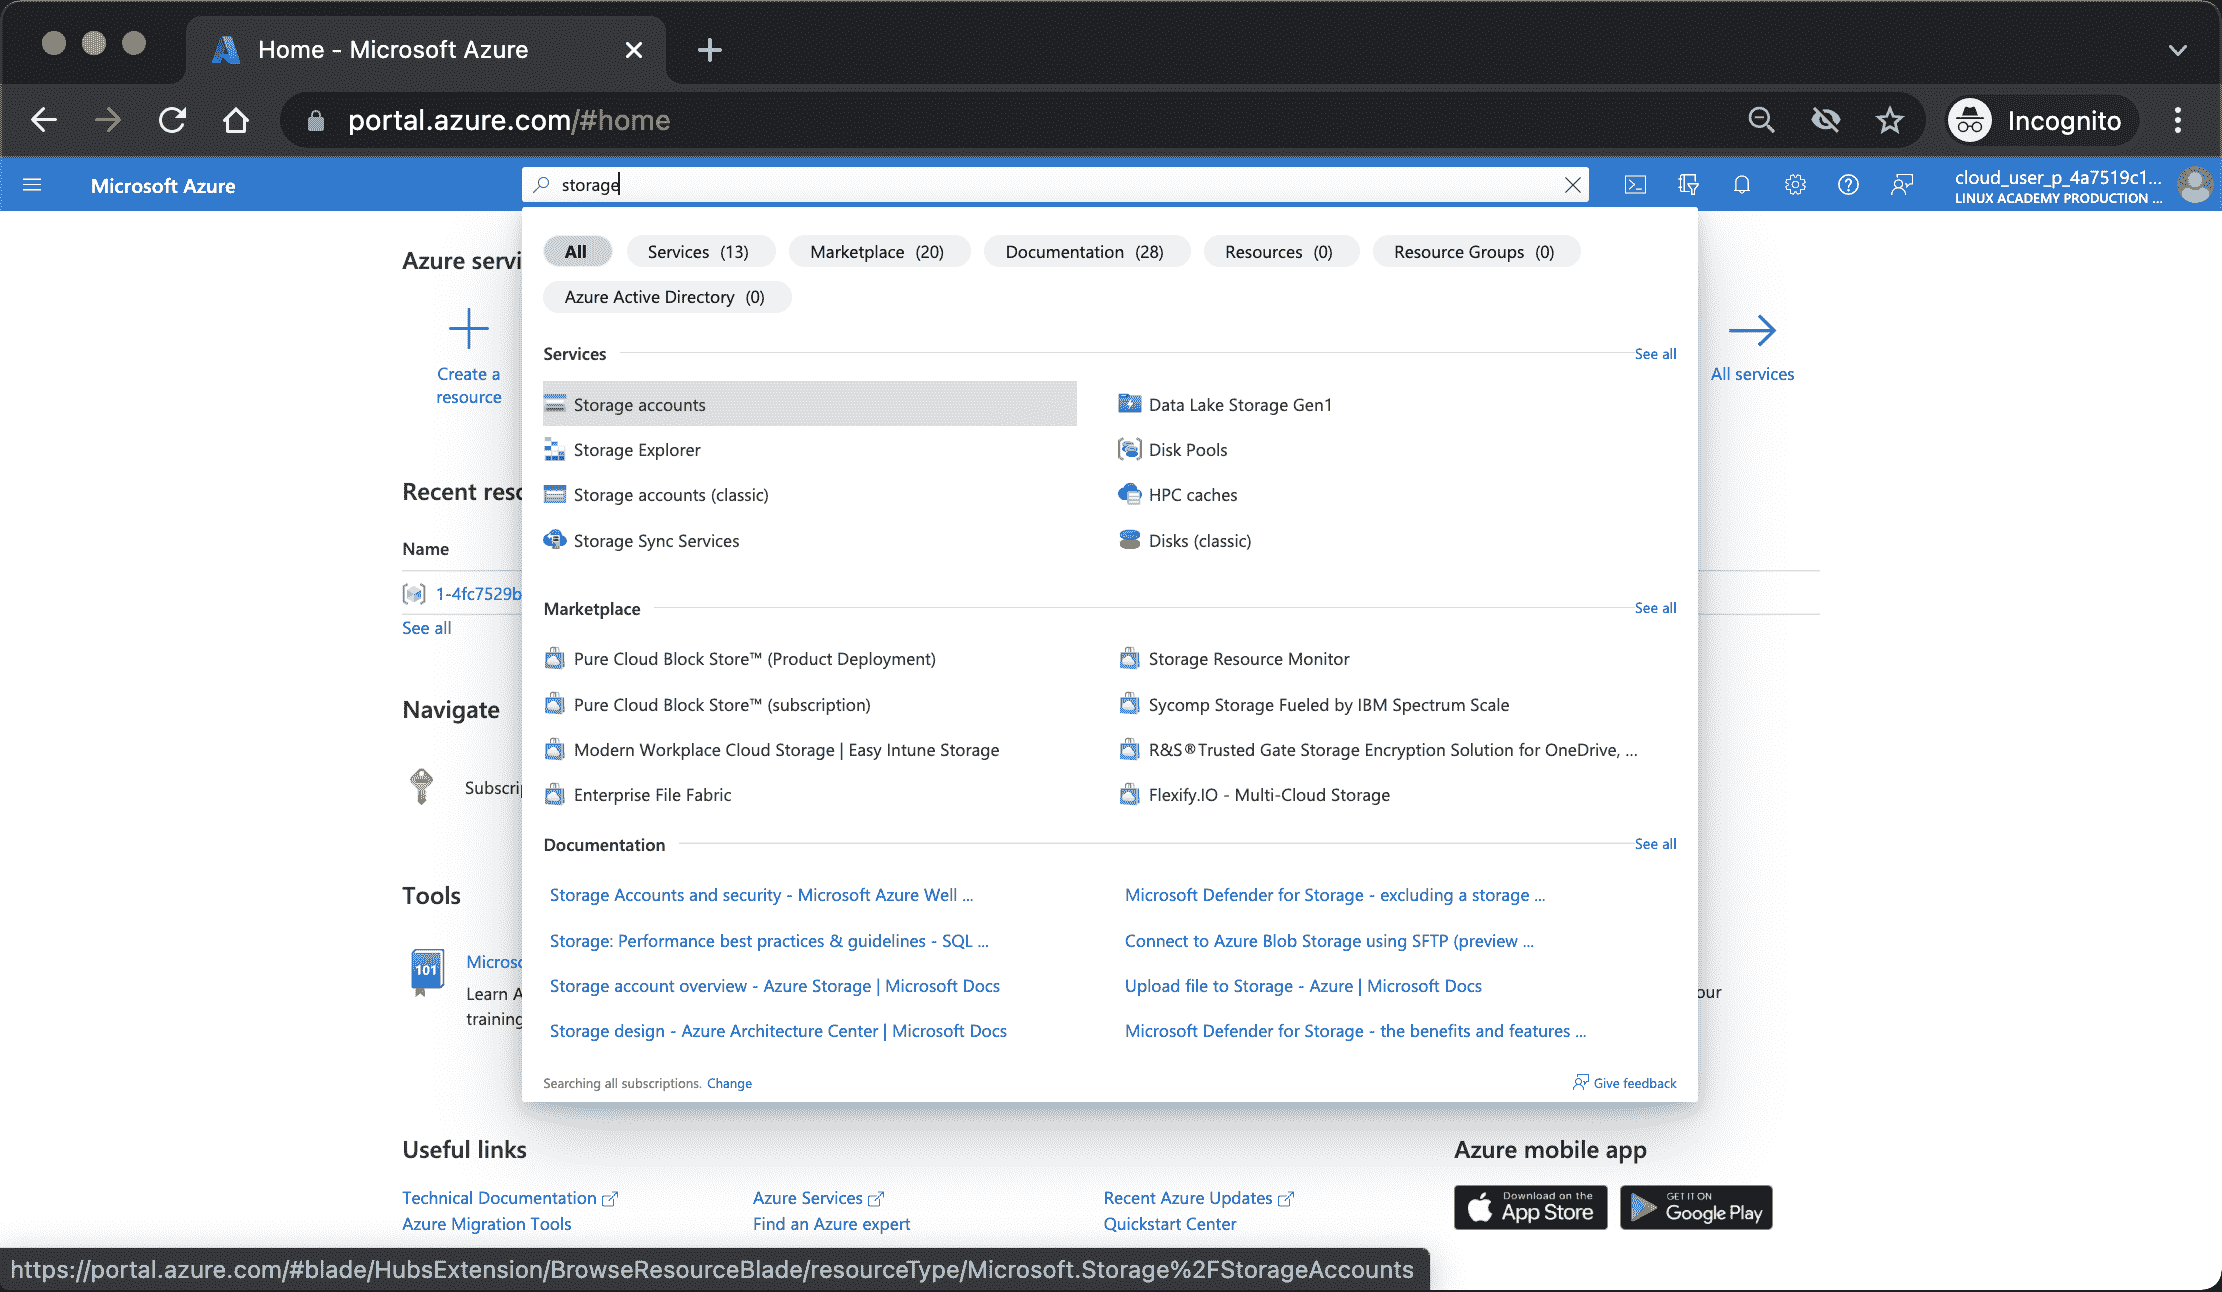 Home - Microsoft Azure
portal.azure.com/#home
Incognito
Microsoft Azure
storage
cloud_user_p_4a7519c1...
LINUX ACADEMY PRODUCTION ...
Azure servi
All
Services (13)
Marketplace (20)
Documentation (28)
Resources (0)
Resource Groups (0)
Azure Active Directory (0)
Create a
resource
All services
Services
See all
Storage accounts
Data Lake Storage Gen1
Storage Explorer
Disk Pools
Storage accounts (classic)
HPC caches
Storage Sync Services
Disks (classic)
Recent reso
Name
1-4fc7529b
See all
Marketplace
See all
Pure Cloud Block Store™ (Product Deployment)
Storage Resource Monitor
Pure Cloud Block Store™ (subscription)
Sycomp Storage Fueled by IBM Spectrum Scale
Modern Workplace Cloud Storage | Easy Intune Storage
R&S®Trusted Gate Storage Encryption Solution for OneDrive, ...
Enterprise File Fabric
Flexify.IO - Multi-Cloud Storage
Navigate
Subscrip
Documentation
See all
Storage Accounts and security - Microsoft Azure Well ...
Microsoft Defender for Storage - excluding a storage ...
Storage: Performance best practices & guidelines - SQL ...
Connect to Azure Blob Storage using SFTP (preview ...
Storage account overview - Azure Storage | Microsoft Docs
Upload file to Storage - Azure | Microsoft Docs
Storage design - Azure Architecture Center | Microsoft Docs
Microsoft Defender for Storage - the benefits and features ...
Searching all subscriptions. Change
Give feedback
Tools
101
Microso
Learn A
training
our
Useful links
Technical Documentation
Azure Services
Recent Azure Updates
Azure Migration Tools
Find an Azure expert
Quickstart Center
Azure mobile app
Download on the
App Store
GET IT ON
Google Play
https://portal.azure.com/#blade/HubsExtension/BrowseResourceBlade/resourceType/Microsoft.Storage%2FStorageAccounts